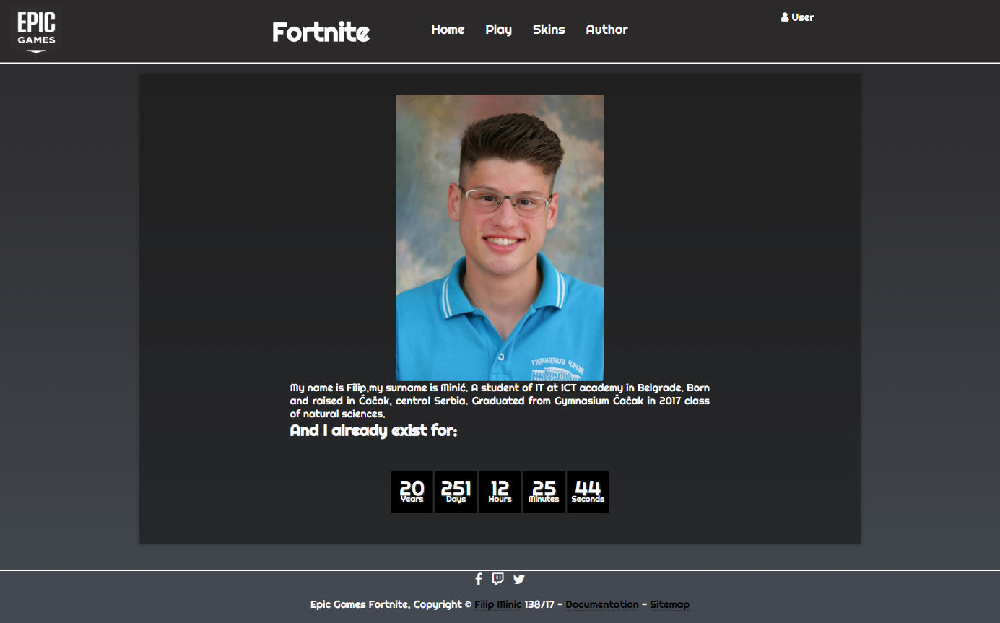 EPIC
GAMES
Fortnite
Home Play Skins Author
User
ГИМНАЗИЈА ЧАЧАК
My name is Filip,my surname is Minić. A student of IT at ICT academy in Belgrade. Born
and raised in Čačak, central Serbia. Graduated from Gymnasium Čačak in 2017 class
of natural sciences.
And I already exist for:
20 251 12 25 44
Years Days Hours Minutes Seconds
Epic Games Fortnite, Copyright © Filip Minic 138/17 - Documentation - Sitemap